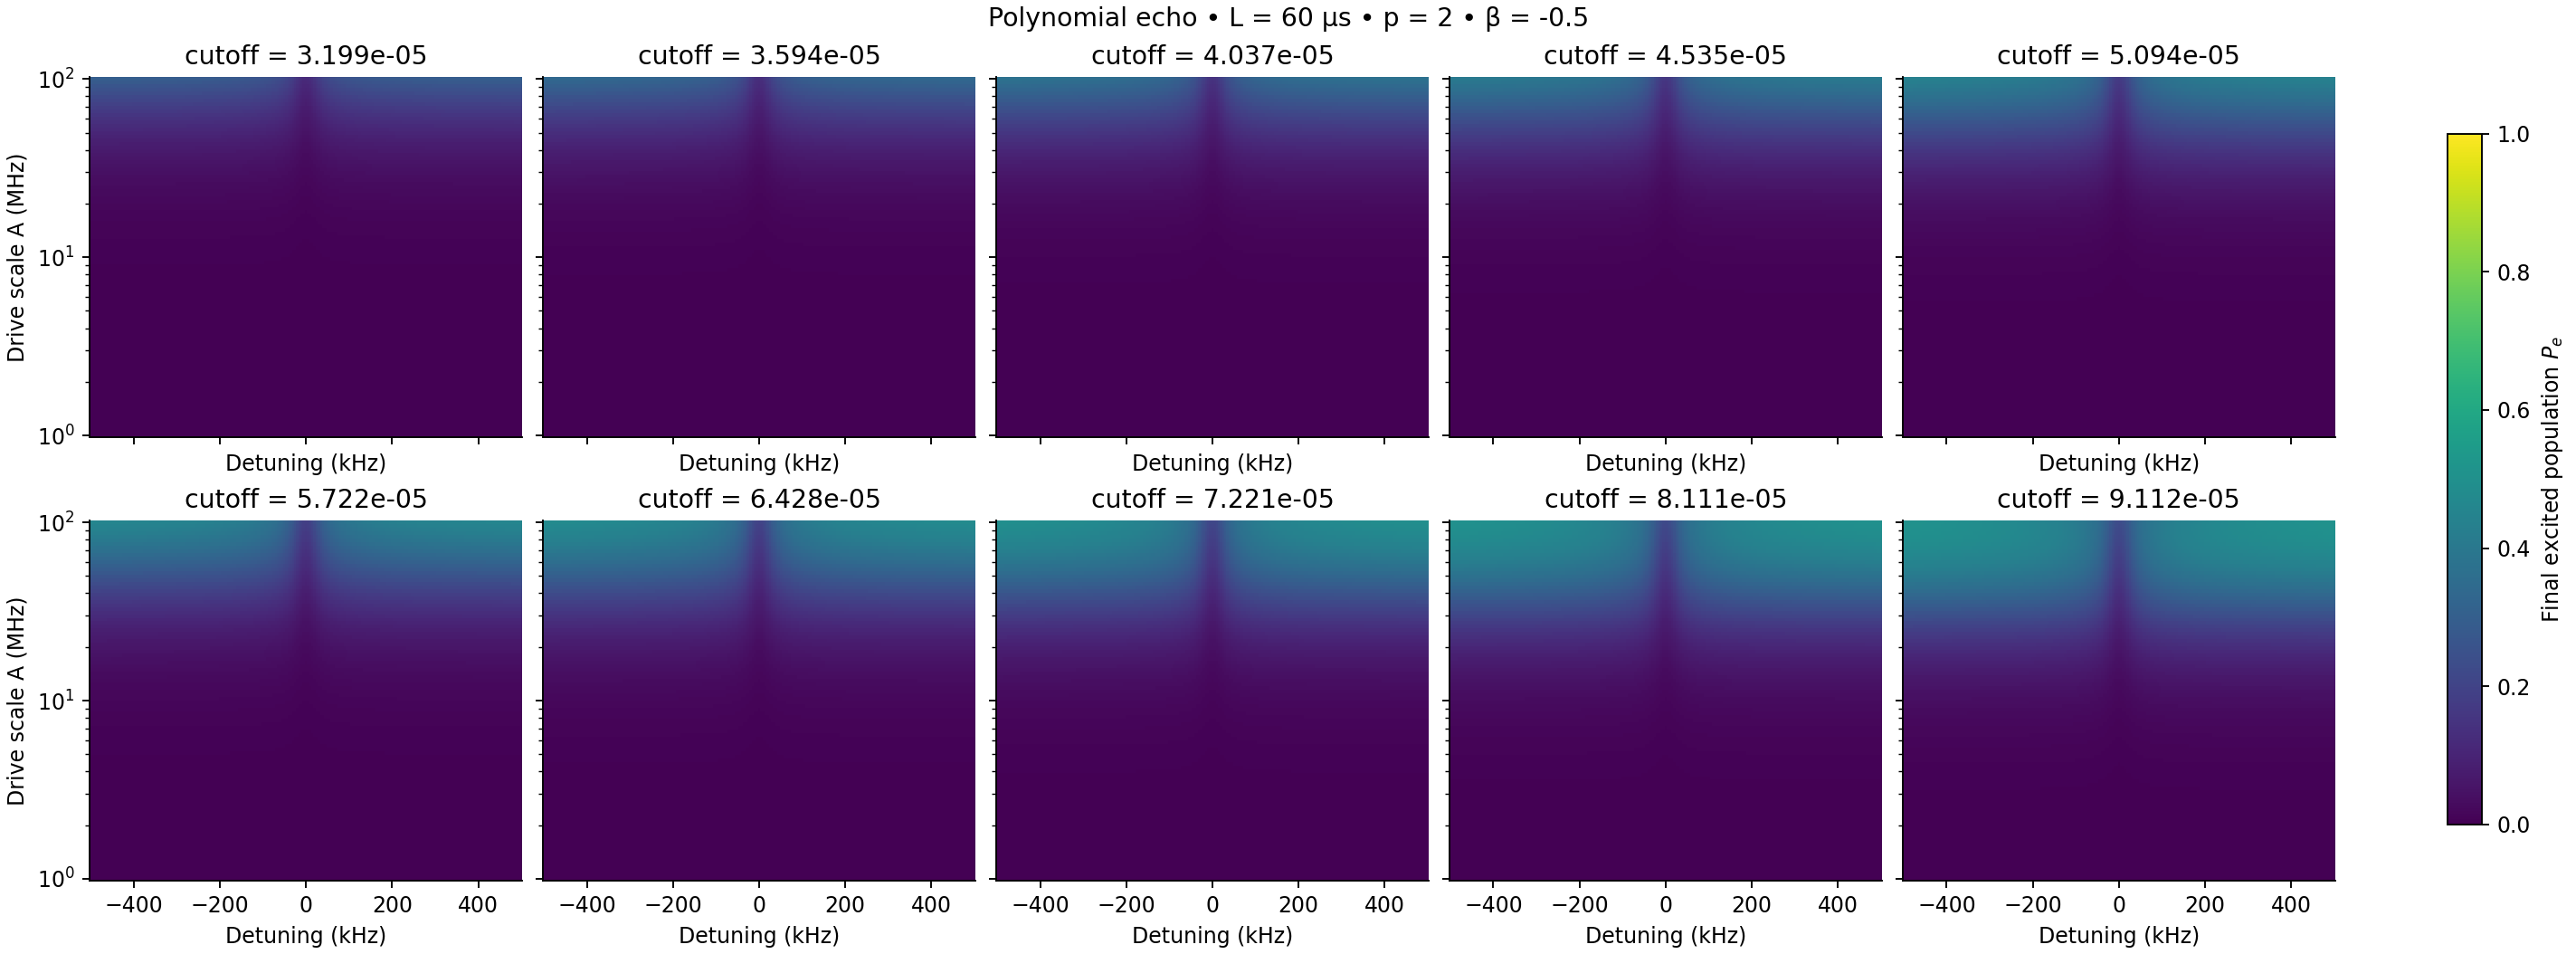 Polynomial echo • L = 60 μs • p = 2 • β = -0.5
cutoff = 3.199e-05
cutoff = 3.594e-05
cutoff = 4.037e-05
cutoff = 4.535e-05
cutoff = 5.094e-05
Drive scale A (MHz)
10²
10¹
10⁰
Detuning (kHz)
Detuning (kHz)
Detuning (kHz)
Detuning (kHz)
Detuning (kHz)
cutoff = 5.722e-05
cutoff = 6.428e-05
cutoff = 7.221e-05
cutoff = 8.111e-05
cutoff = 9.112e-05
Drive scale A (MHz)
10²
10¹
10⁰
−400 −200 0 200 400
−400 −200 0 200 400
−400 −200 0 200 400
−400 −200 0 200 400
−400 −200 0 200 400
Detuning (kHz)
Detuning (kHz)
Detuning (kHz)
Detuning (kHz)
Detuning (kHz)
1.0
0.8
0.6
0.4
0.2
0.0
Final excited population Pₑ